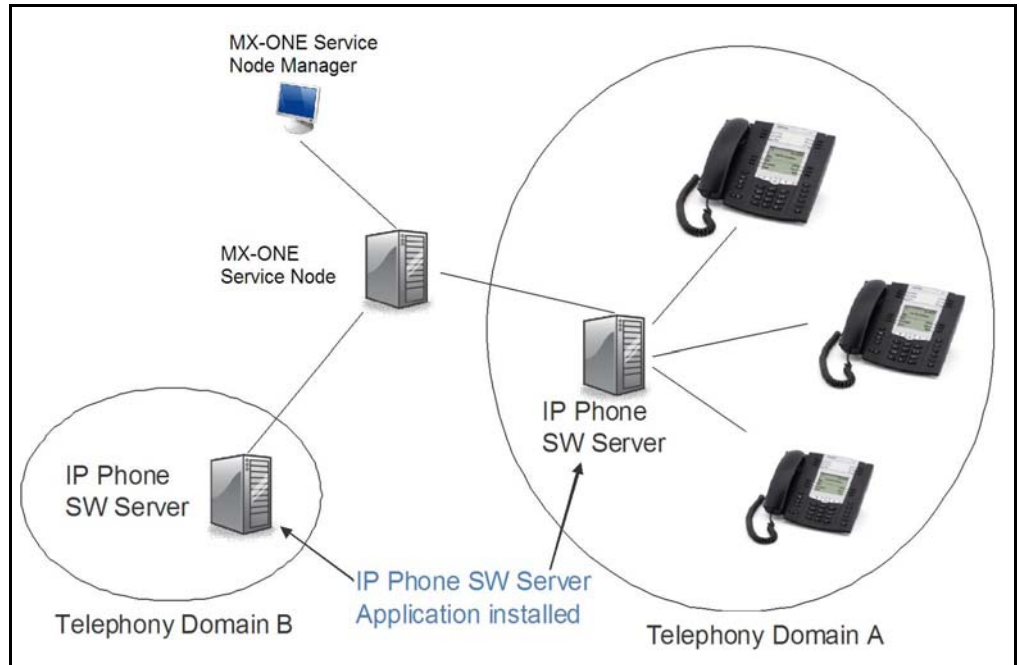 MX-ONE Service
Node Manager
MX-ONE
Service Node
IP Phone
SW Server
IP Phone
SW Server
IP Phone SW Server
Application installed
Telephony Domain B
Telephony Domain A